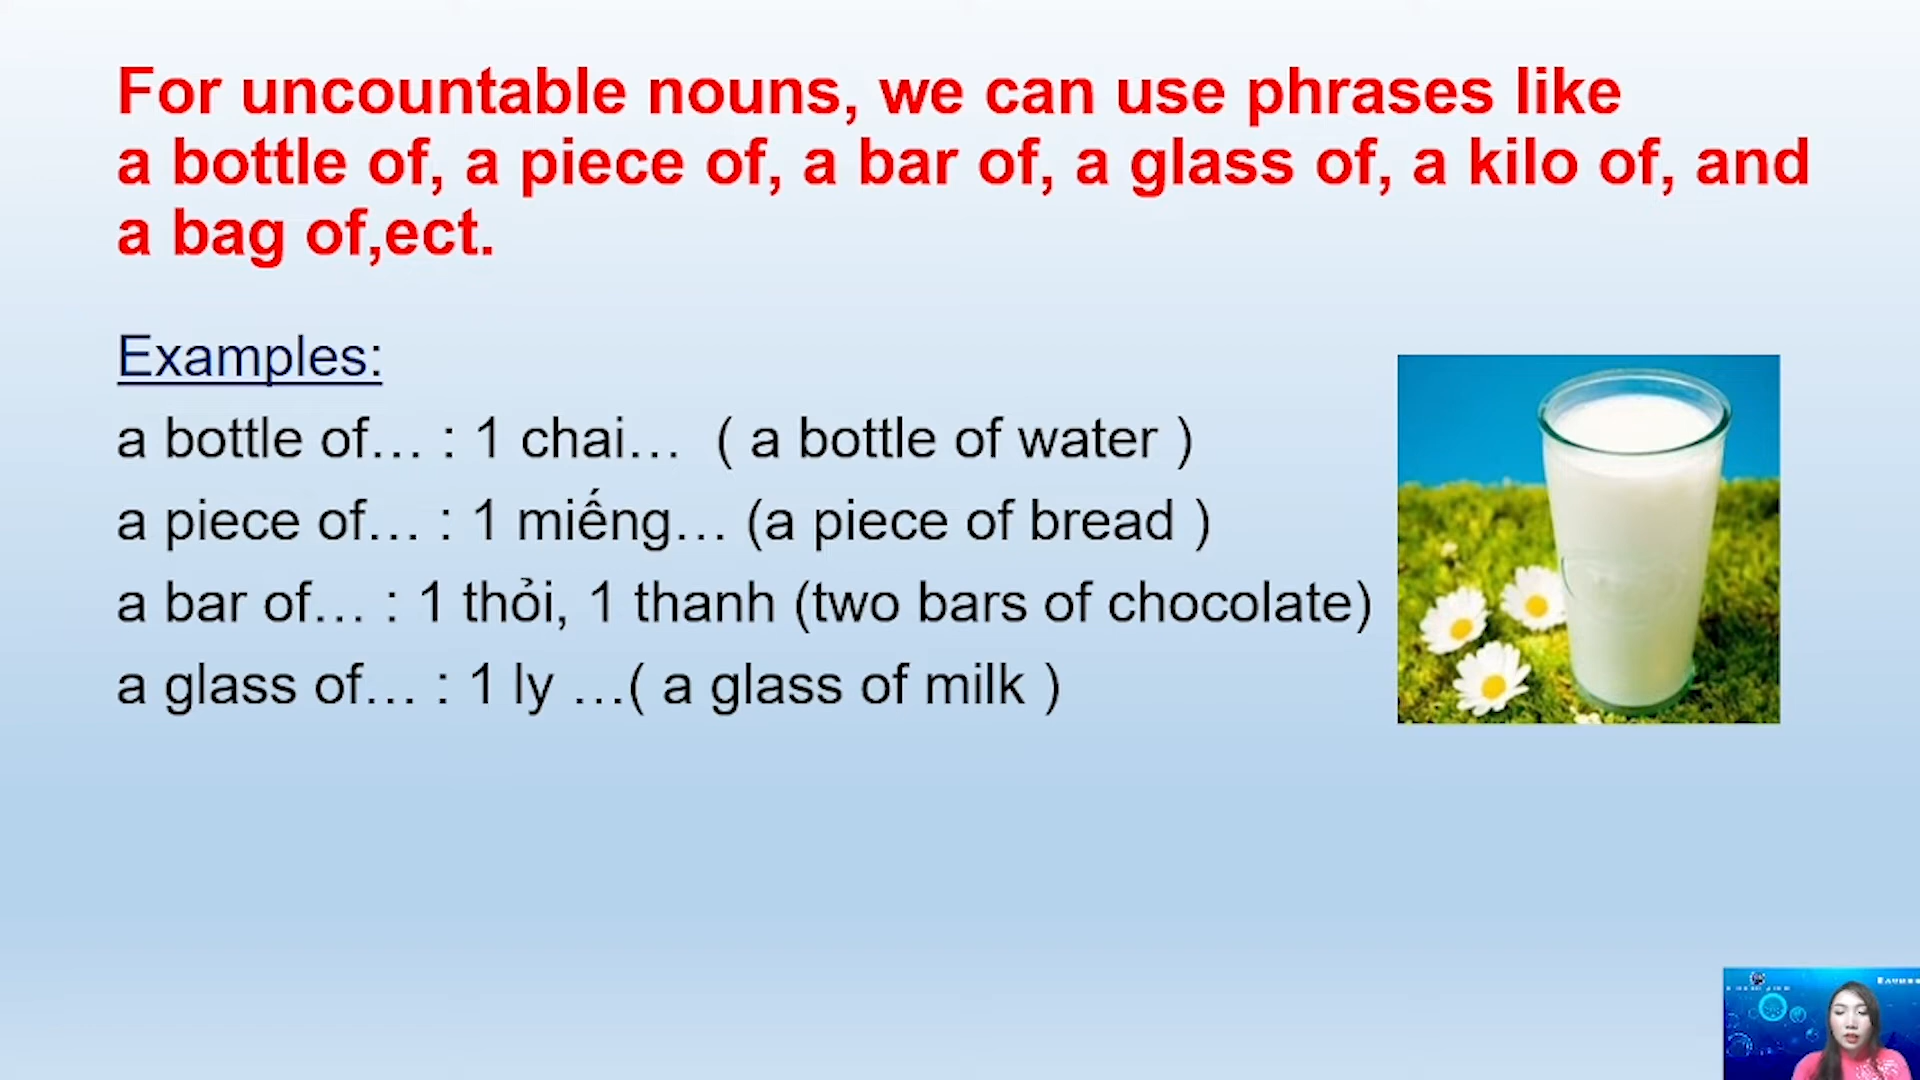 For uncountable nouns, we can use phrases like
a bottle of, a piece of, a bar of, a glass of, a kilo of, and
a bag of,ect.
Examples:
a bottle of… : 1 chai… ( a bottle of water )
a piece of… : 1 miếng… (a piece of bread )
a bar of… : 1 thỏi, 1 thanh (two bars of chocolate)
a glass of… : 1 ly …( a glass of milk )